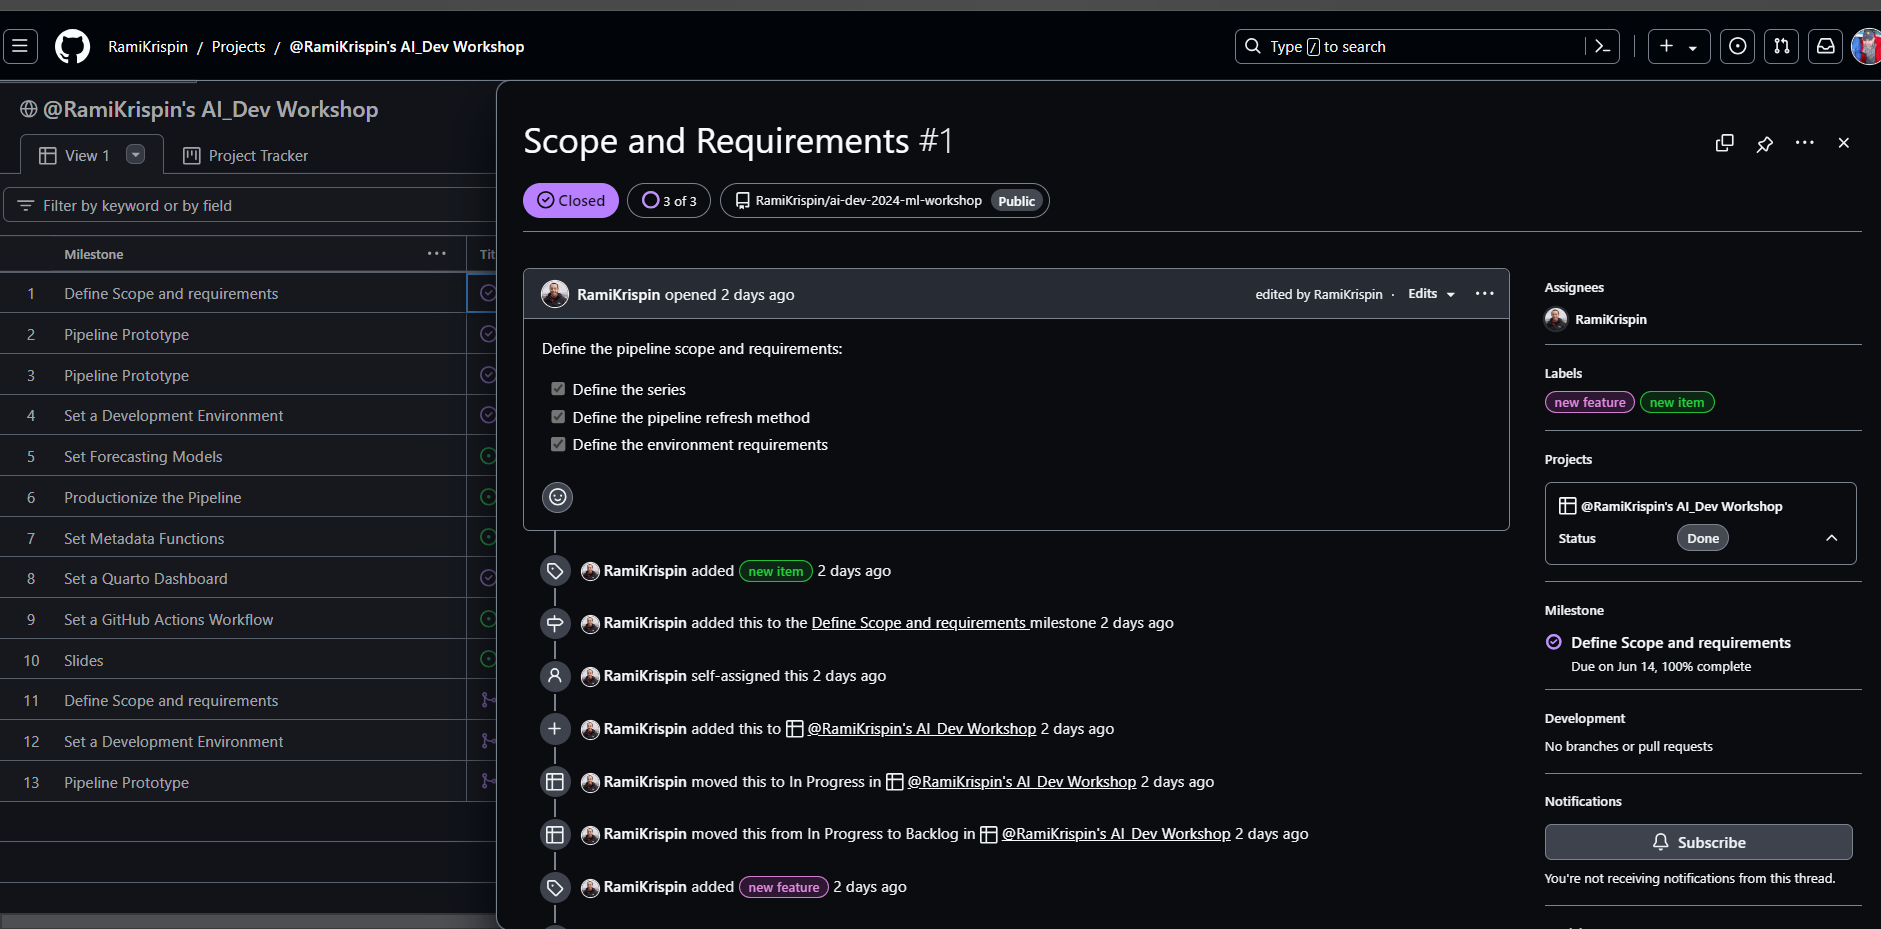 RamiKrispin / Projects / @RamiKrispin's AI_Dev Workshop
Type / to search
@RamiKrispin's AI_Dev Workshop
View 1
Project Tracker
Filter by keyword or by field
Milestone
Tit
1 Define Scope and requirements
2 Pipeline Prototype
3 Pipeline Prototype
4 Set a Development Environment
5 Set Forecasting Models
6 Productionize the Pipeline
7 Set Metadata Functions
8 Set a Quarto Dashboard
9 Set a GitHub Actions Workflow
10 Slides
11 Define Scope and requirements
12 Set a Development Environment
13 Pipeline Prototype
Scope and Requirements #1
Closed
3 of 3
RamiKrispin/ai-dev-2024-ml-workshop Public
RamiKrispin opened 2 days ago
edited by RamiKrispin · Edits
Define the pipeline scope and requirements:
Define the series
Define the pipeline refresh method
Define the environment requirements
RamiKrispin added new item 2 days ago
RamiKrispin added this to the Define Scope and requirements milestone 2 days ago
RamiKrispin self-assigned this 2 days ago
RamiKrispin added this to @RamiKrispin's AI_Dev Workshop 2 days ago
RamiKrispin moved this to In Progress in @RamiKrispin's AI_Dev Workshop 2 days ago
RamiKrispin moved this from In Progress to Backlog in @RamiKrispin's AI_Dev Workshop 2 days ago
RamiKrispin added new feature 2 days ago
Assignees
RamiKrispin
Labels
new feature new item
Projects
@RamiKrispin's AI_Dev Workshop
Status Done
Milestone
Define Scope and requirements
Due on Jun 14, 100% complete
Development
No branches or pull requests
Notifications
Subscribe
You're not receiving notifications from this thread.